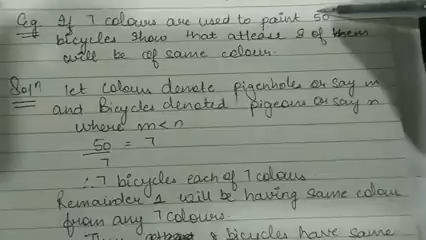 Eg If 7 colours are used to paint 50
bicycles show that atleast 8 of them
will be of same colour.
Solⁿ let colours denote pigenholes or say m
and Bicycles denoted pigeons or say n
where m<n
50/7 = 7
∴ 7 bicycles each of 7 colours
Remainder 1 will be having same colour
from any 7 colours.
8 bicycles have same